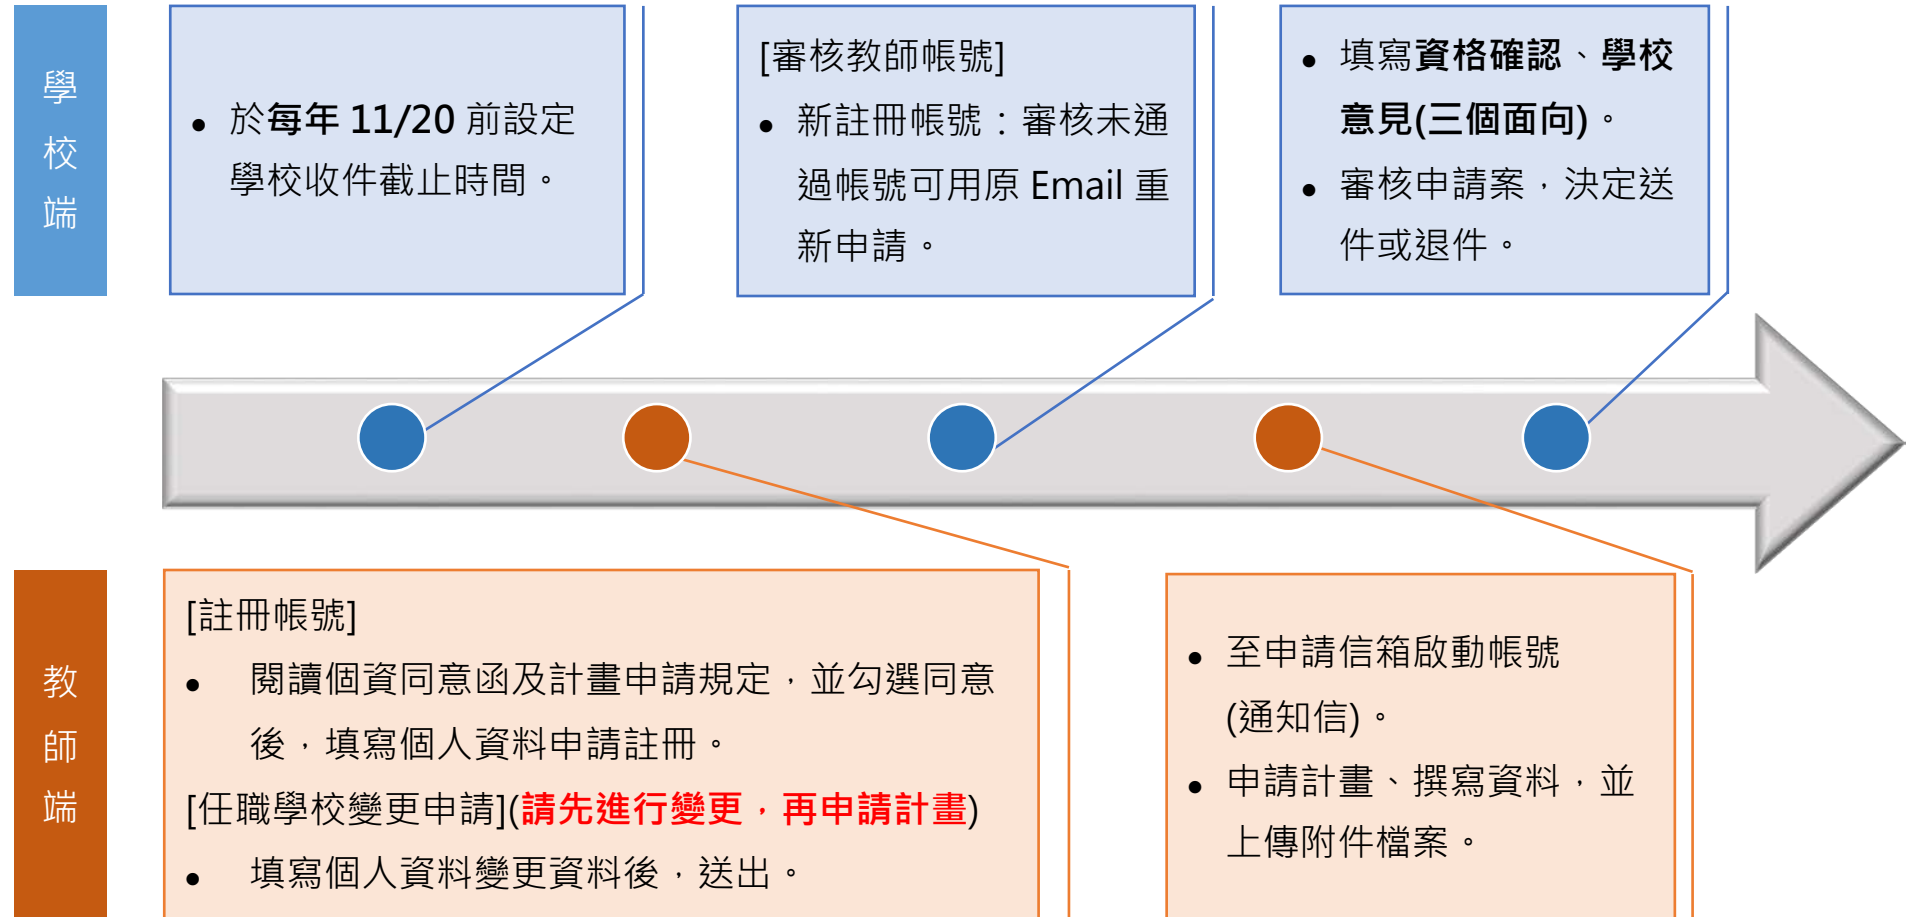 學校端
於每年 11/20 前設定
學校收件截止時間。
[審核教師帳號]
新註冊帳號：審核未通
過帳號可用原 Email 重
新申請。
填寫資格確認、學校
意見(三個面向)。
審核申請案，決定送
件或退件。
教師端
[註冊帳號]
閱讀個資同意函及計畫申請規定，並勾選同意
後，填寫個人資料申請註冊。
[任職學校變更申請](請先進行變更，再申請計畫)
填寫個人資料變更資料後，送出。
至申請信箱啟動帳號
(通知信)。
申請計畫、撰寫資料，並
上傳附件檔案。